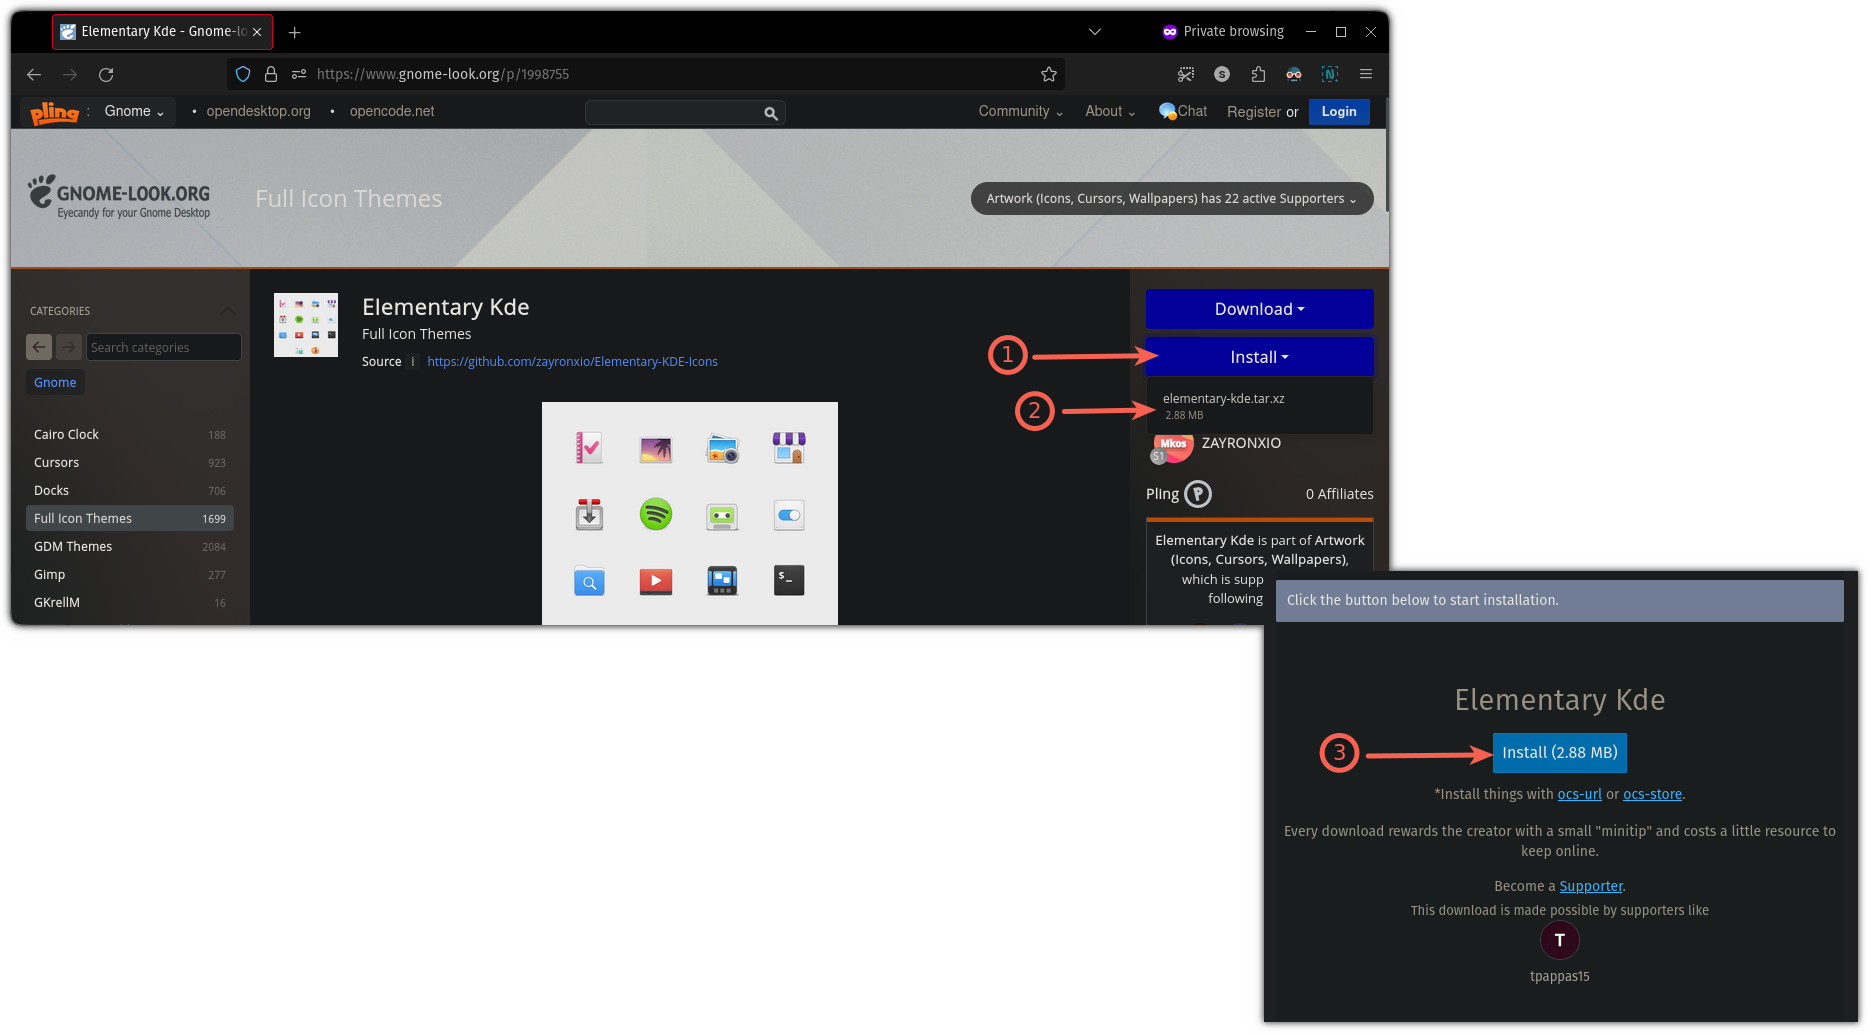 Elementary Kde - Gnome-lo
Private browsing
https://www.gnome-look.org/p/1998755
S
N
pling : Gnome
• opendesktop.org • opencode.net
Community About Chat Register or Login
GNOME-LOOK.ORG
Eyecandy for your Gnome Desktop
Full Icon Themes
Artwork (Icons, Cursors, Wallpapers) has 22 active Supporters
CATEGORIES
Search categories
Gnome
Cairo Clock 188
Cursors 923
Docks 706
Full Icon Themes 1699
GDM Themes 2084
Gimp 277
GKrellM 16
Elementary Kde
Full Icon Themes
Source i https://github.com/zayronxio/Elementary-KDE-Icons
$_
Download
1
Install
2
elementary-kde.tar.xz
2.88 MB
Mkos
S1
ZAYRONXIO
Pling P 0 Affiliates
Elementary Kde is part of Artwork
(Icons, Cursors, Wallpapers),
which is supp
following
Click the button below to start installation.
Elementary Kde
3
Install (2.88 MB)
*Install things with ocs-url or ocs-store.
Every download rewards the creator with a small "minitip" and costs a little resource to
keep online.
Become a Supporter.
This download is made possible by supporters like
T
tpappas15